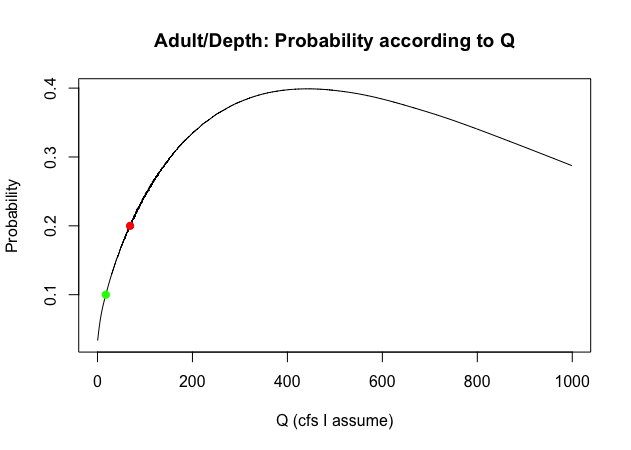 Adult/Depth: Probability according to Q
Probability
0.4
0.3
0.2
0.1
0 200 400 600 800 1000
Q (cfs I assume)